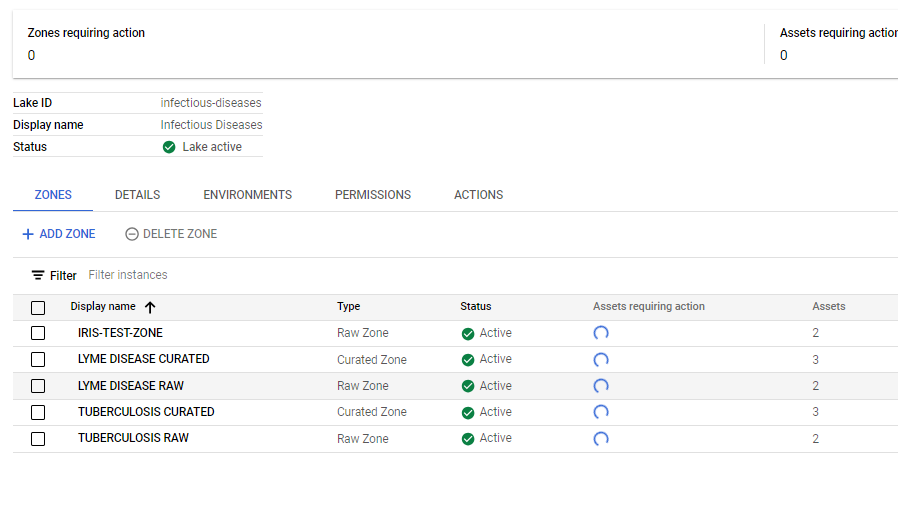 Zones requiring action Assets requiring action
0 0
Lake ID infectious-diseases
Display name Infectious Diseases
Status Lake active
ZONES DETAILS ENVIRONMENTS PERMISSIONS ACTIONS
ADD ZONE DELETE ZONE
Filter Filter instances
Display name Type Status Assets requiring action Assets
IRIS-TEST-ZONE Raw Zone Active 2
LYME DISEASE CURATED Curated Zone Active 3
LYME DISEASE RAW Raw Zone Active 2
TUBERCULOSIS CURATED Curated Zone Active 3
TUBERCULOSIS RAW Raw Zone Active 2